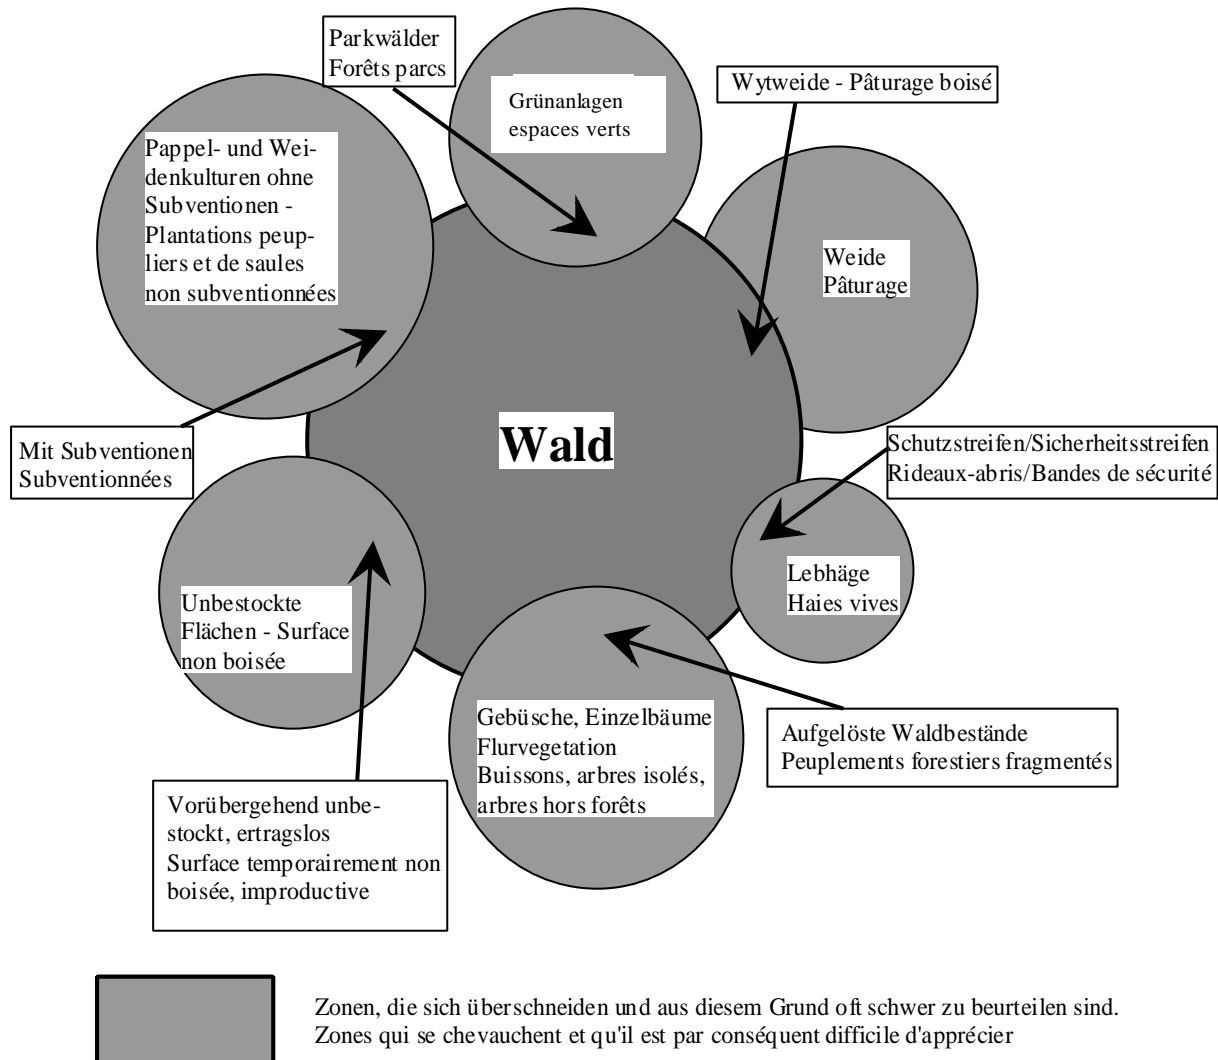 Parkwälder
Forêts parcs
Grünanlagen
espaces verts
Wytweide - Pâturage boisé
Pappel- und Wei-
denkulturen ohne
Subventionen -
Plantations peup-
liers et de saules
non subventionnées
Weide
Pâturage
Wald
Mit Subventionen
Subventionnées
Schutzstreifen/Sicherheitsstreifen
Rideaux-abris/Bandes de sécurité
Lebhäge
Haies vives
Unbestockte
Flächen - Surface
non boisée
Gebüsche, Einzelbäume
Flurvegetation
Buissons, arbres isolés,
arbres hors forêts
Aufgelöste Waldbestände
Peuplements forestiers fragmentés
Vorübergehend unbe-
stockt, ertragslos
Surface temporairement non
boisée, improductive
Zonen, die sich überschneiden und aus diesem Grund oft schwer zu beurteilen sind.
Zones qui se chevauchent et qu'il est par conséquent difficile d'apprécier